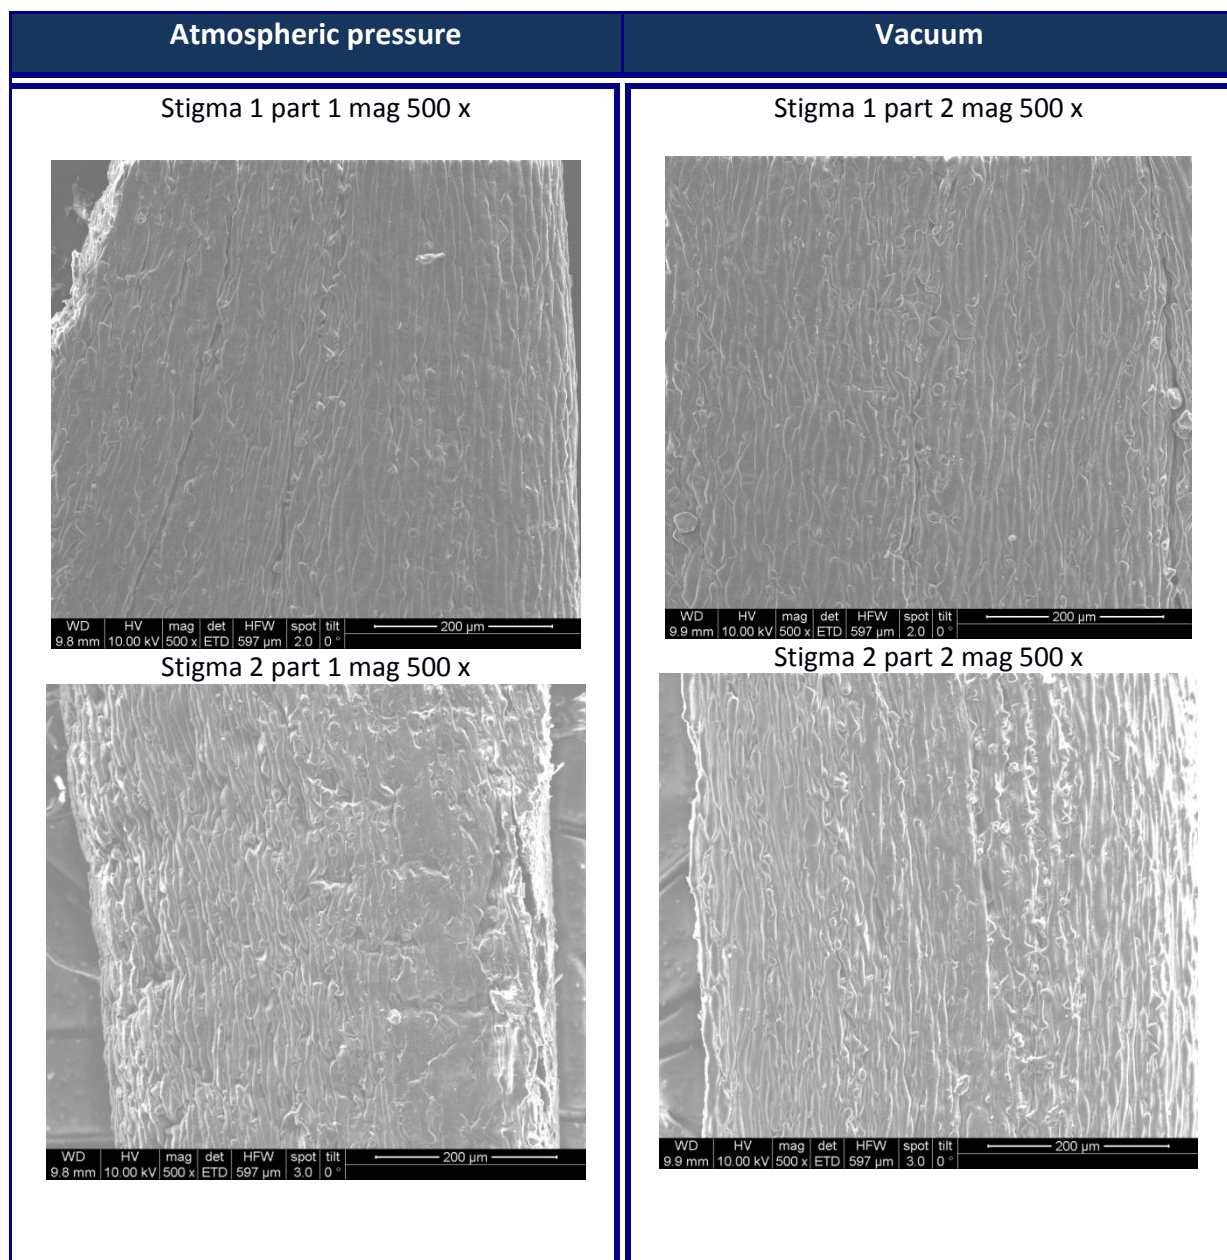 Atmospheric pressure
Vacuum
Stigma 1 part 1 mag 500 x
WD HV mag det HFW spot tilt
9.8 mm 10.00 kV 500 x ETD 597 µm 2.0 0 ° 200 µm
Stigma 2 part 1 mag 500 x
WD HV mag det HFW spot tilt
9.8 mm 10.00 kV 500 x ETD 597 µm 3.0 0 ° 200 µm
Stigma 1 part 2 mag 500 x
WD HV mag det HFW spot tilt
9.9 mm 10.00 kV 500 x ETD 597 µm 2.0 0 ° 200 µm
Stigma 2 part 2 mag 500 x
WD HV mag det HFW spot tilt
9.9 mm 10.00 kV 500 x ETD 597 µm 3.0 0 ° 200 µm